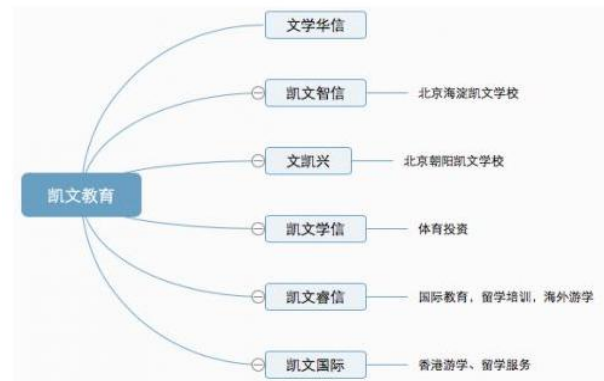 文学华信
凯文智信
北京海淀凯文学校
文凯兴
北京朝阳凯文学校
凯文教育
凯文学信
体育投资
凯文睿信
国际教育，留学培训，海外游学
凯文国际
香港游学、留学服务